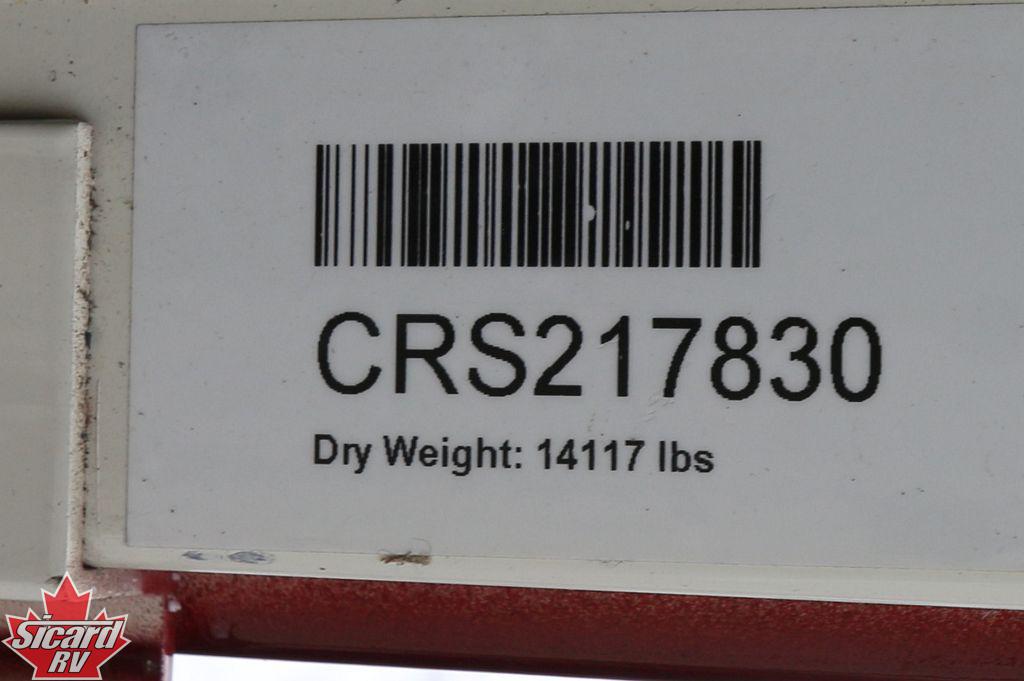 CRS217830
Dry Weight: 14117 lbs
Sicard
RV